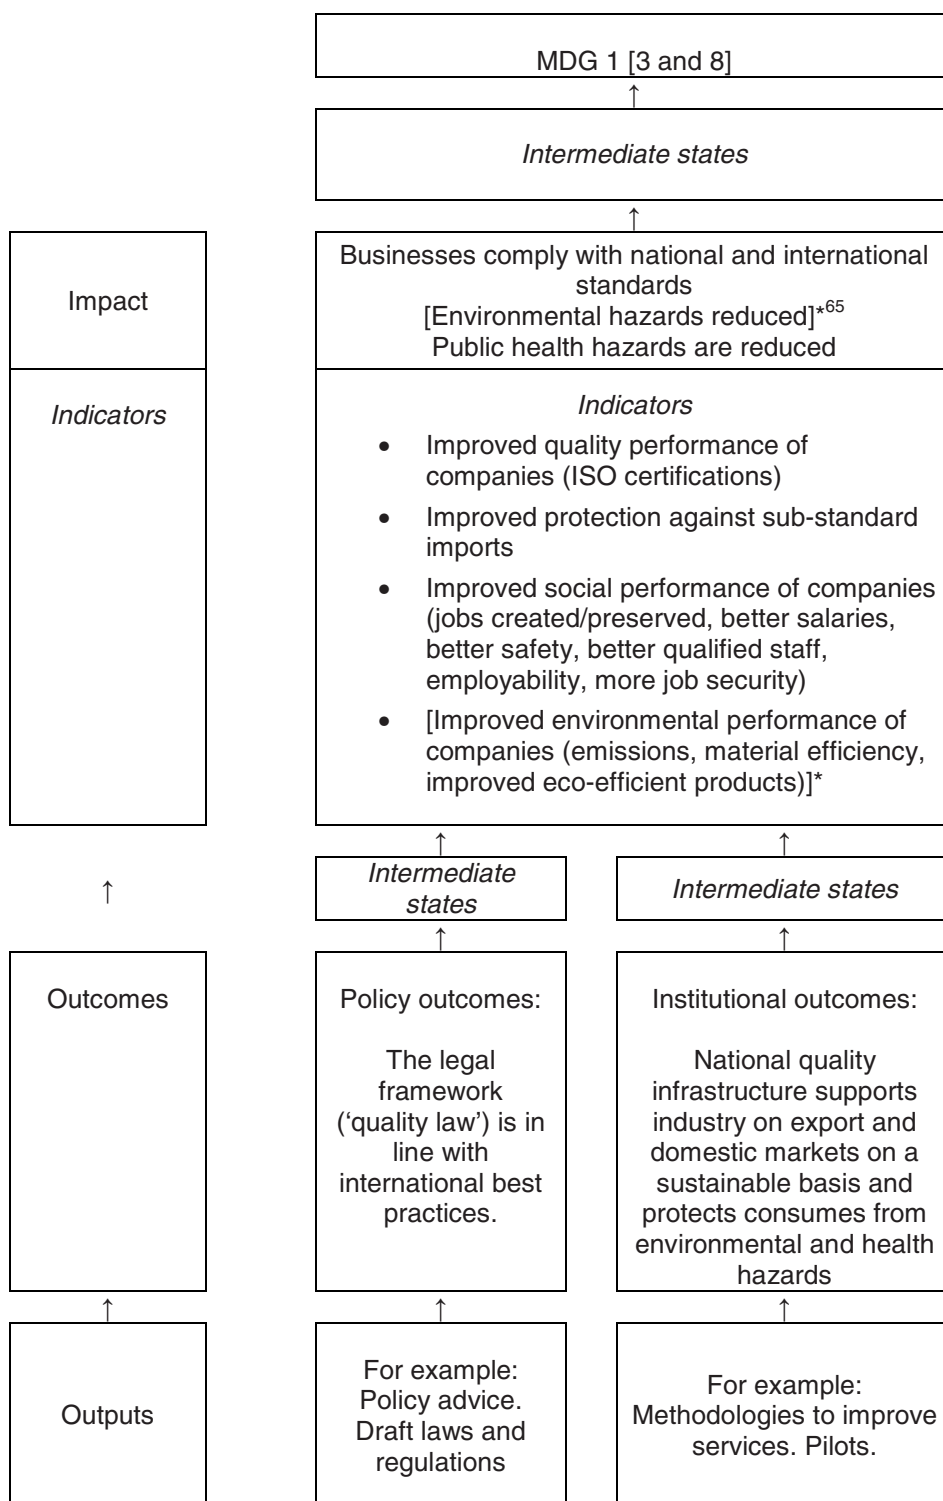 MDG 1 [3 and 8]
↑
Intermediate states
↑
Impact
Businesses comply with national and international
standards
[Environmental hazards reduced]*65
Public health hazards are reduced
Indicators
Indicators
• Improved quality performance of
companies (ISO certifications)
• Improved protection against sub-standard
imports
• Improved social performance of companies
(jobs created/preserved, better salaries,
better safety, better qualified staff,
employability, more job security)
• [Improved environmental performance of
companies (emissions, material efficiency,
improved eco-efficient products)]*
↑
↑
↑
Intermediate
states
Intermediate states
↑
↑
Outcomes
Policy outcomes:
The legal
framework
(‘quality law’) is in
line with
international best
practices.
Institutional outcomes:
National quality
infrastructure supports
industry on export and
domestic markets on a
sustainable basis and
protects consumes from
environmental and health
hazards
↑
↑
↑
Outputs
For example:
Policy advice.
Draft laws and
regulations
For example:
Methodologies to improve
services. Pilots.